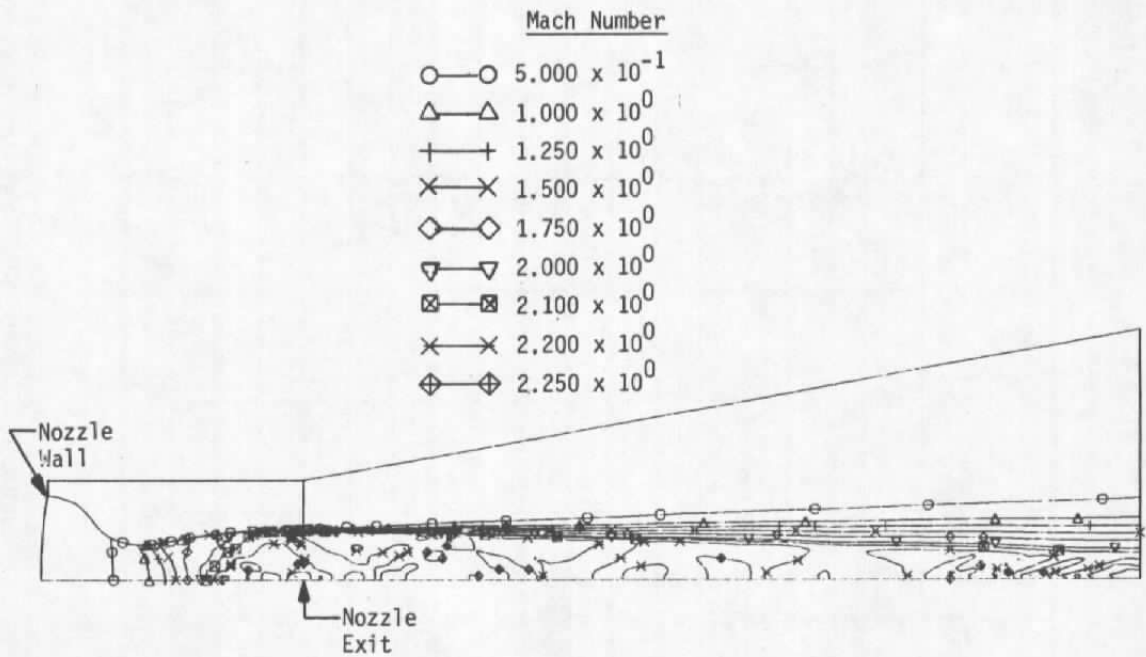 Mach Number
5.000 x 10^-1
1.000 x 10^0
1.250 x 10^0
1.500 x 10^0
1.750 x 10^0
2.000 x 10^0
2.100 x 10^0
2,200 x 10^0
2.250 x 10^0
Nozzle
Wall
Nozzle
Exit